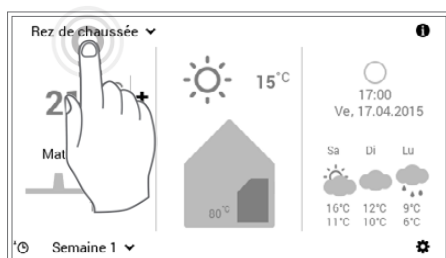 Rez de chaussée
15°C
17:00
Ve, 17.04.2015
Sa Di Lu
80°C
16°C 12°C 9°C
11°C 10°C 6°C
Semaine 1